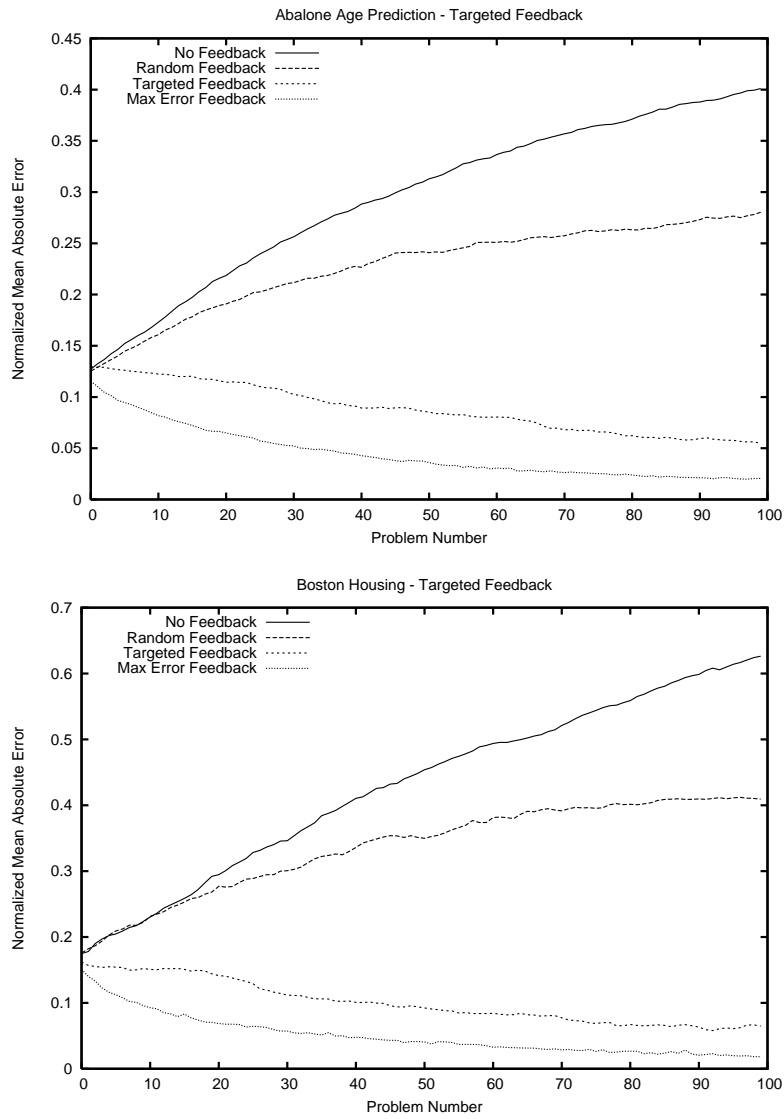 Abalone Age Prediction - Targeted Feedback
0.45
0.4
0.35
0.3
0.25
0.2
0.15
0.1
0.05
0
Normalized Mean Absolute Error
No Feedback
Random Feedback
Targeted Feedback
Max Error Feedback
0 10 20 30 40 50 60 70 80 90 100
Problem Number
Boston Housing - Targeted Feedback
0.7
0.6
0.5
0.4
0.3
0.2
0.1
0
Normalized Mean Absolute Error
No Feedback
Random Feedback
Targeted Feedback
Max Error Feedback
0 10 20 30 40 50 60 70 80 90 100
Problem Number